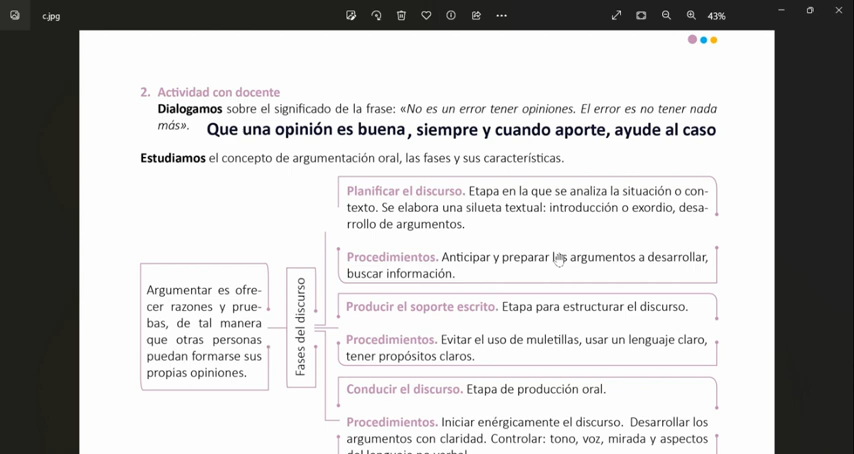 c.jpg
43%
2. Actividad con docente
Dialogamos sobre el significado de la frase: «No es un error tener opiniones. El error es no tener nada
más».
Que una opinión es buena, siempre y cuando aporte, ayude al caso
Estudiamos el concepto de argumentación oral, las fases y sus características.
Argumentar es ofre-
cer razones y prue-
bas, de tal manera
que otras personas
puedan formarse sus
propias opiniones.
Fases del discurso
Planificar el discurso. Etapa en la que se analiza la situación o con-
texto. Se elabora una silueta textual: introducción o exordio, desa-
rrollo de argumentos.
Procedimientos. Anticipar y preparar los argumentos a desarrollar,
buscar información.
Producir el soporte escrito. Etapa para estructurar el discurso.
Procedimientos. Evitar el uso de muletillas, usar un lenguaje claro,
tener propósitos claros.
Conducir el discurso. Etapa de producción oral.
Procedimientos. Iniciar enérgicamente el discurso. Desarrollar los
argumentos con claridad. Controlar: tono, voz, mirada y aspectos